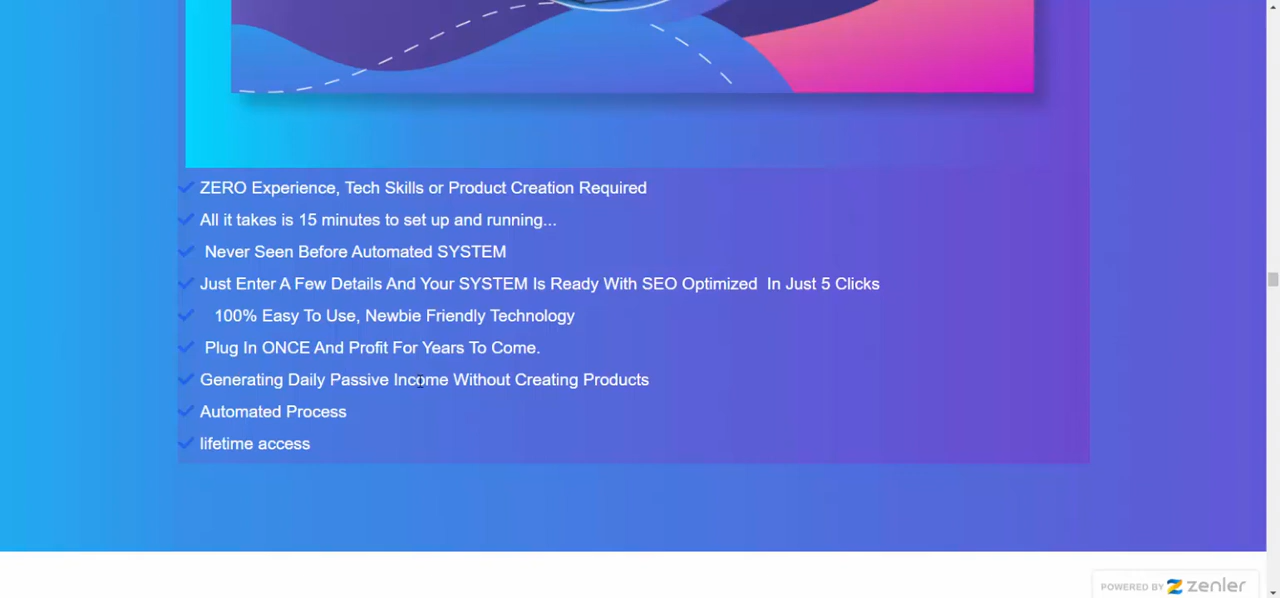 ZERO Experience, Tech Skills or Product Creation Required
All it takes is 15 minutes to set up and running...
Never Seen Before Automated SYSTEM
Just Enter A Few Details And Your SYSTEM Is Ready With SEO Optimized  In Just 5 Clicks
100% Easy To Use, Newbie Friendly Technology
Plug In ONCE And Profit For Years To Come.
Generating Daily Passive Income Without Creating Products
Automated Process
lifetime access
POWERED BY zenler